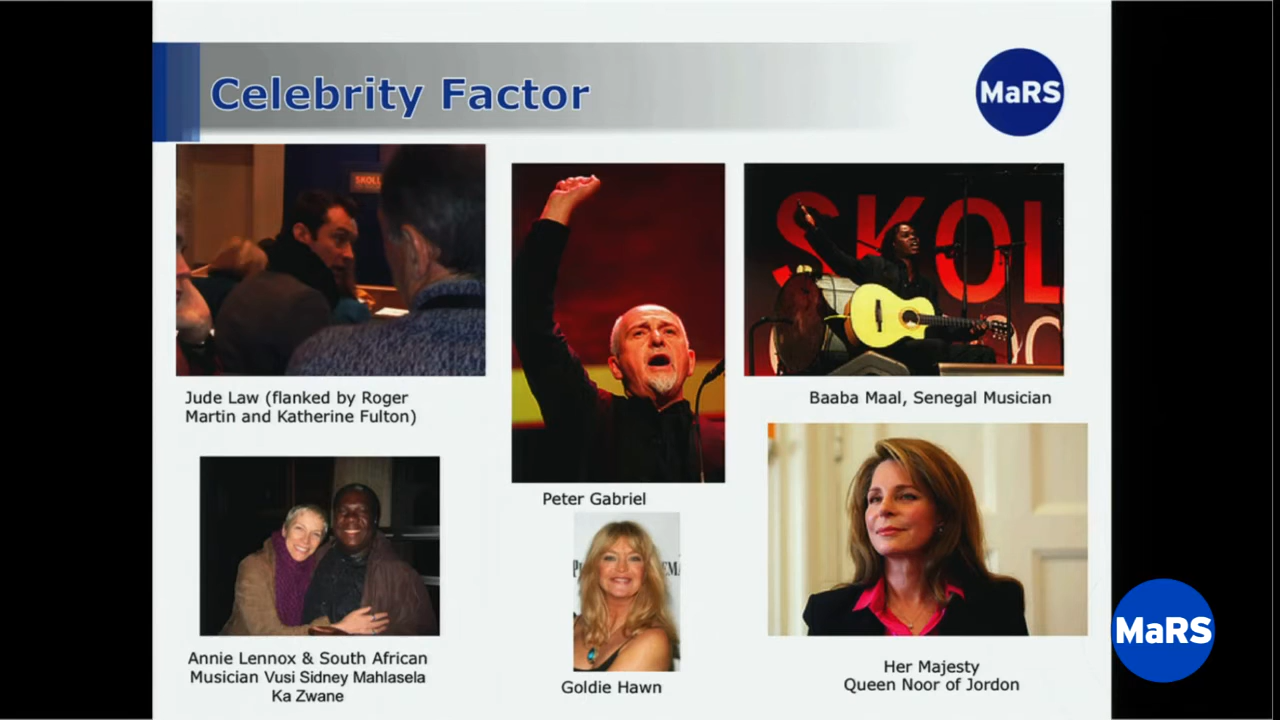 Celebrity Factor
MaRS
SKOLL
SKOL
Jude Law (flanked by Roger
Martin and Katherine Fulton)
Peter Gabriel
Baaba Maal, Senegal Musician
Annie Lennox & South African
Musician Vusi Sidney Mahlasela
Ka Zwane
Goldie Hawn
Her Majesty
Queen Noor of Jordon
MaRS